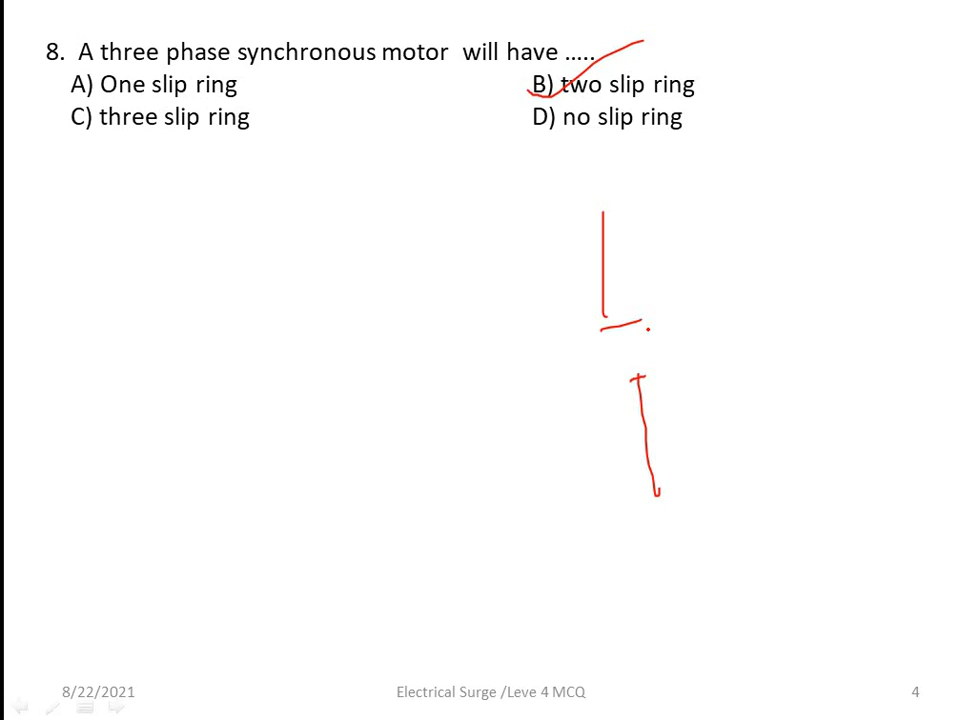 8. A three phase synchronous motor will have .....
A) One slip ring B) two slip ring
C) three slip ring D) no slip ring
8/22/2021 Electrical Surge /Leve 4 MCQ 4